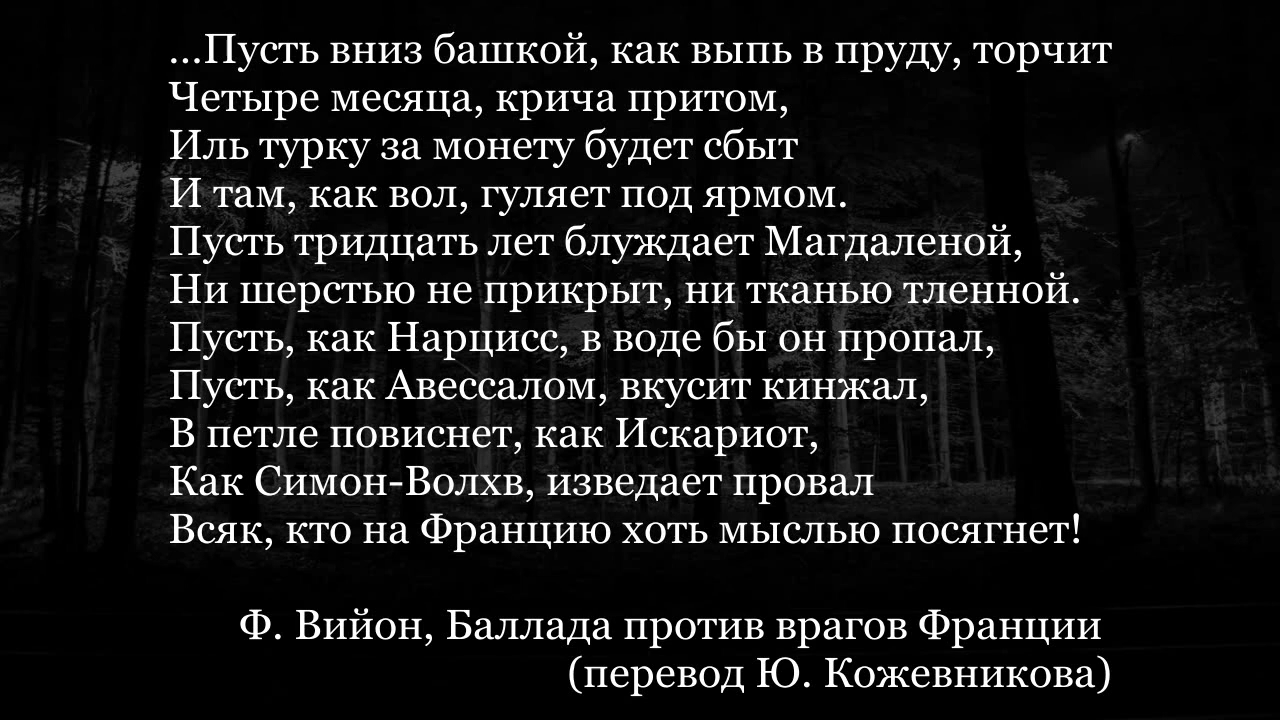 ...Пусть вниз башкой, как выпь в пруду, торчит
Четыре месяца, крича притом,
Иль турку за монету будет сбыт
И там, как вол, гуляет под ярмом.
Пусть тридцать лет блуждает Магдаленой,
Ни шерстью не прикрыт, ни тканью тленной.
Пусть, как Нарцисс, в воде бы он пропал,
Пусть, как Авессалом, вкусит кинжал,
В петле повиснет, как Искариот,
Как Симон-Волхв, изведает провал
Всяк, кто на Францию хоть мыслью посягнет!
Ф. Вийон, Баллада против врагов Франции
(перевод Ю. Кожевникова)